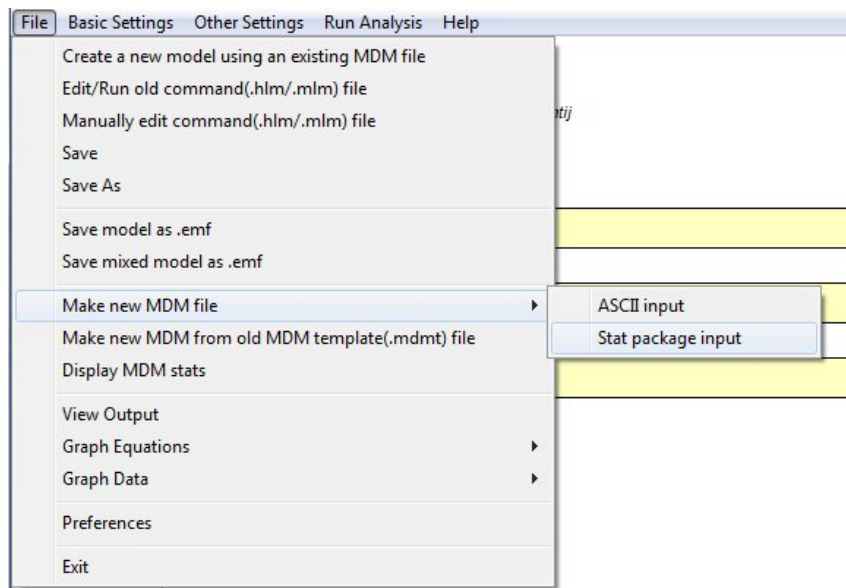 File Basic Settings Other Settings Run Analysis Help
Create a new model using an existing MDM file
Edit/Run old command(.hlm/.mlm) file
Manually edit command(.hlm/.mlm) file
Save
Save As
Save model as .emf
Save mixed model as .emf
Make new MDM file
ASCII input
Make new MDM from old MDM template(.mdmt) file
Stat package input
Display MDM stats
View Output
Graph Equations
Graph Data
Preferences
Exit